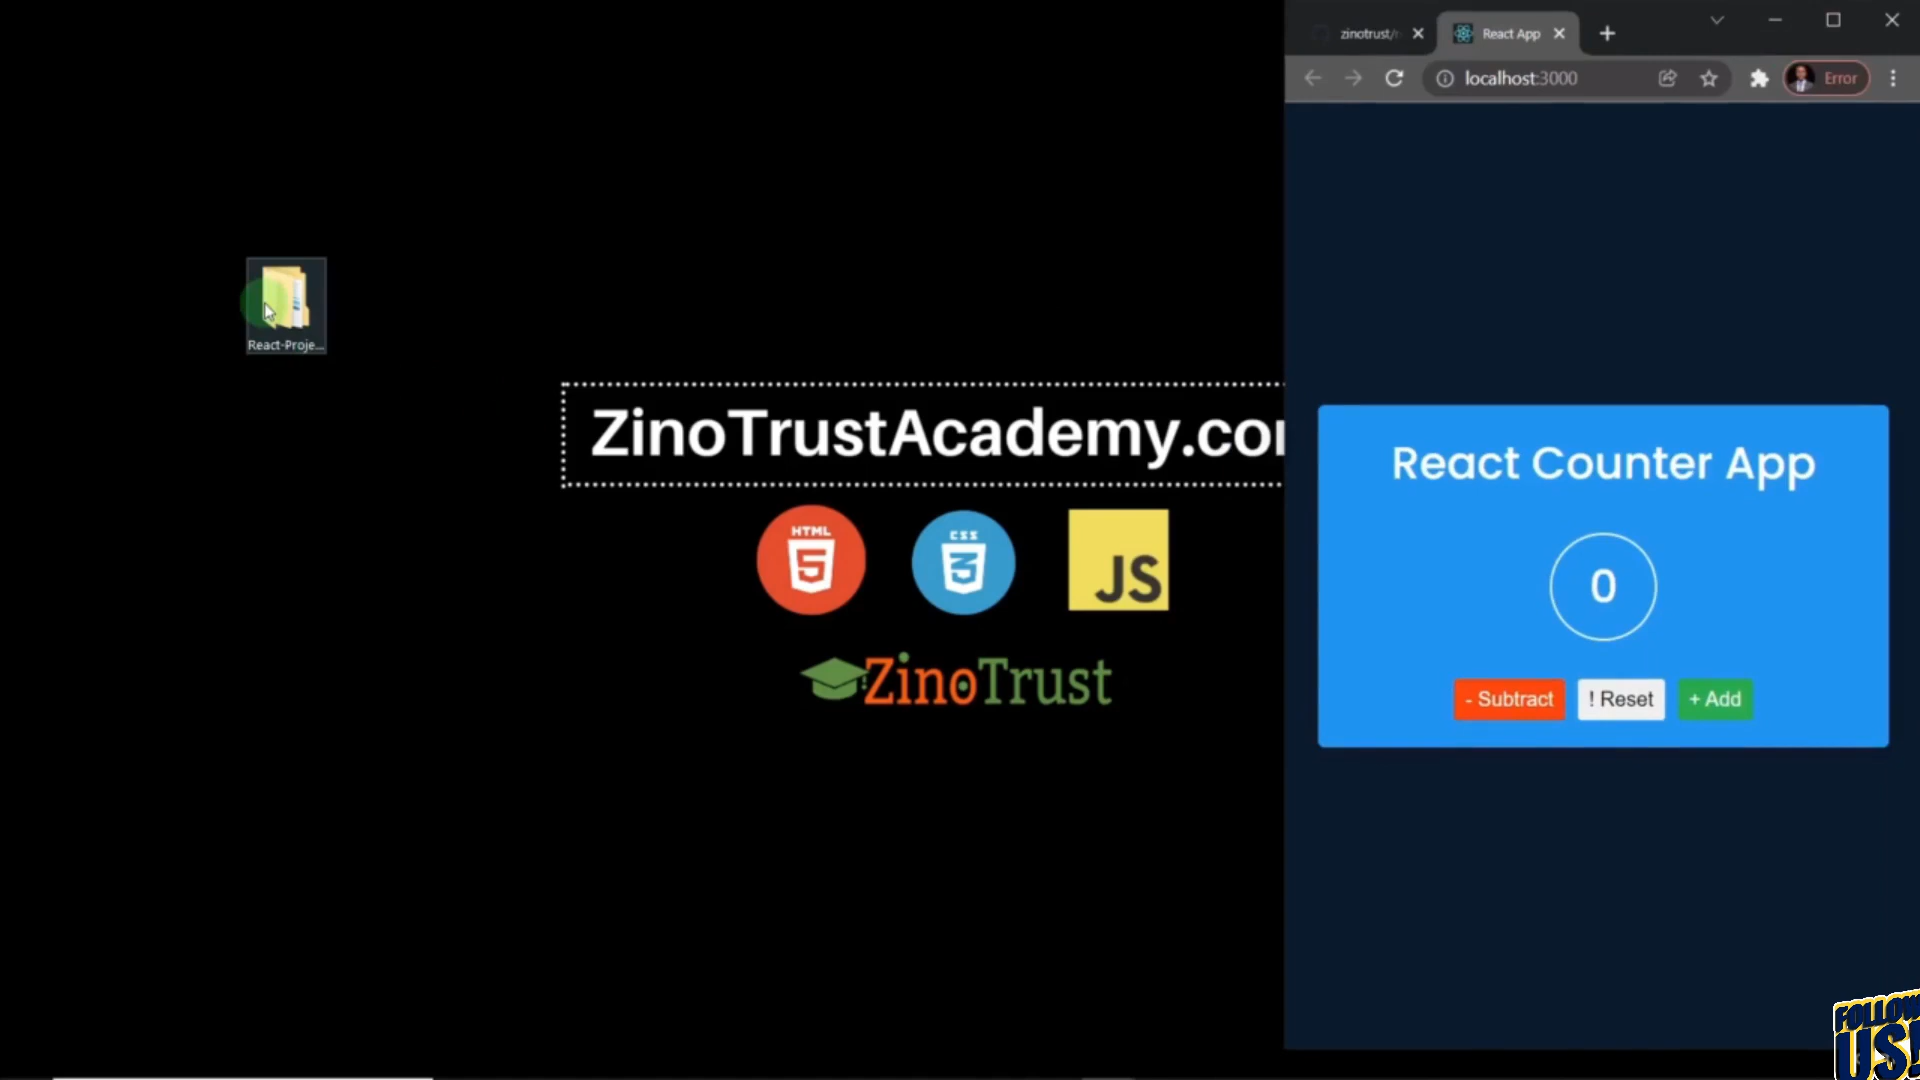 zinotrust/r
React App
localhost:3000
Error
React-Proje...
ZinoTrustAcademy.co
HTML
5
CSS
3
JS
ZinoTrust
React Counter App
0
- Subtract
! Reset
+ Add
FOLLOW
US!